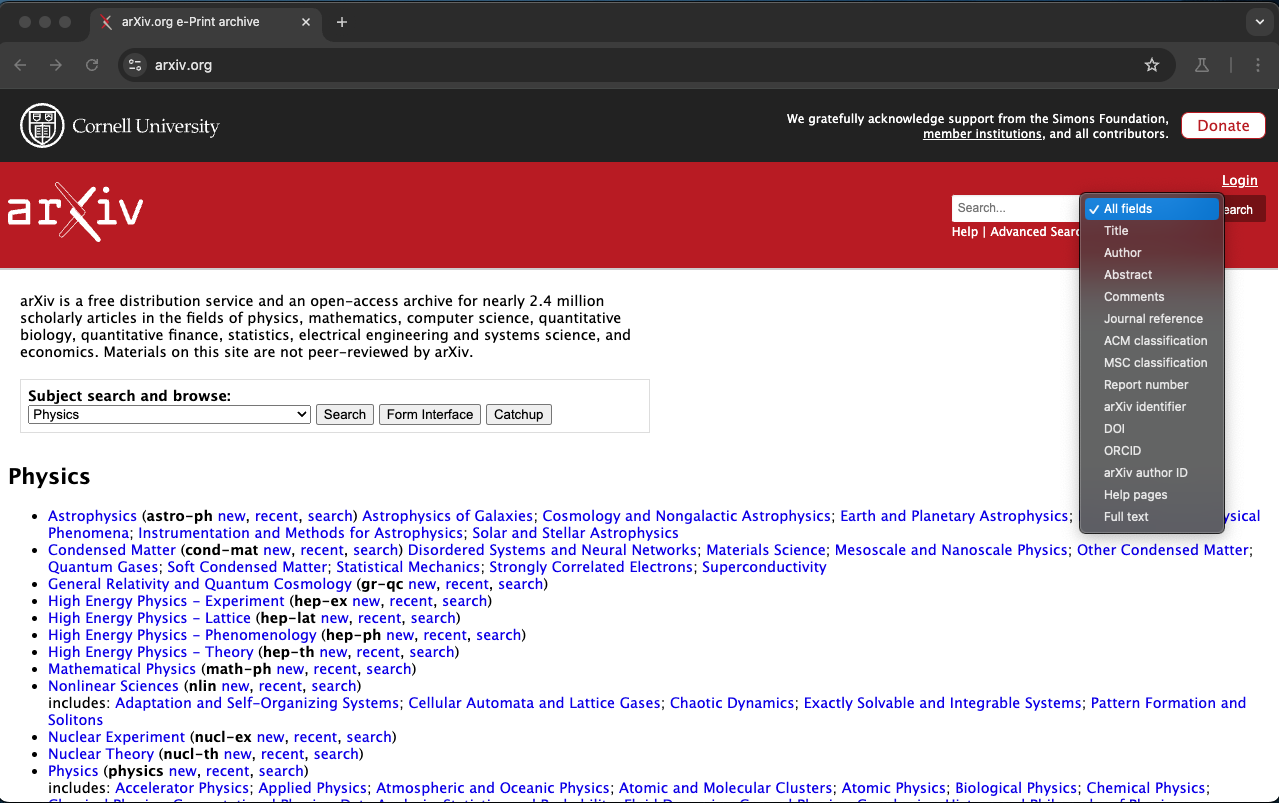 arXiv.org e-Print archive
arxiv.org
Cornell University
We gratefully acknowledge support from the Simons Foundation,
member institutions, and all contributors.
Donate
arXiv
Login
Search...
All fields
earch
Help | Advanced Searc
Title
Author
Abstract
Comments
Journal reference
ACM classification
MSC classification
Report number
arXiv identifier
DOI
ORCID
arXiv author ID
Help pages
Full text
arXiv is a free distribution service and an open-access archive for nearly 2.4 million
scholarly articles in the fields of physics, mathematics, computer science, quantitative
biology, quantitative finance, statistics, electrical engineering and systems science, and
economics. Materials on this site are not peer-reviewed by arXiv.
Subject search and browse:
Physics
Search
Form Interface
Catchup
Physics
Astrophysics (astro-ph new, recent, search) Astrophysics of Galaxies; Cosmology and Nongalactic Astrophysics; Earth and Planetary Astrophysics; ysical
Phenomena; Instrumentation and Methods for Astrophysics; Solar and Stellar Astrophysics
Condensed Matter (cond-mat new, recent, search) Disordered Systems and Neural Networks; Materials Science; Mesoscale and Nanoscale Physics; Other Condensed Matter;
Quantum Gases; Soft Condensed Matter; Statistical Mechanics; Strongly Correlated Electrons; Superconductivity
General Relativity and Quantum Cosmology (gr-qc new, recent, search)
High Energy Physics - Experiment (hep-ex new, recent, search)
High Energy Physics - Lattice (hep-lat new, recent, search)
High Energy Physics - Phenomenology (hep-ph new, recent, search)
High Energy Physics - Theory (hep-th new, recent, search)
Mathematical Physics (math-ph new, recent, search)
Nonlinear Sciences (nlin new, recent, search)
includes: Adaptation and Self-Organizing Systems; Cellular Automata and Lattice Gases; Chaotic Dynamics; Exactly Solvable and Integrable Systems; Pattern Formation and
Solitons
Nuclear Experiment (nucl-ex new, recent, search)
Nuclear Theory (nucl-th new, recent, search)
Physics (physics new, recent, search)
includes: Accelerator Physics; Applied Physics; Atmospheric and Oceanic Physics; Atomic and Molecular Clusters; Atomic Physics; Biological Physics; Chemical Physics;